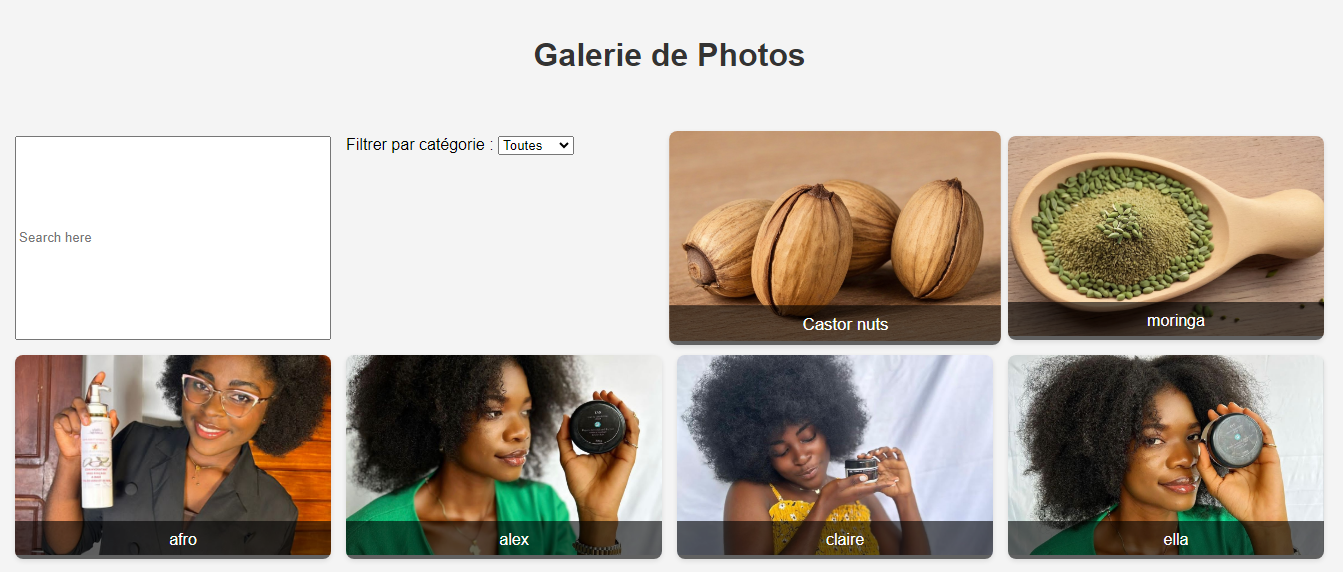 Galerie de Photos
Search here
Filtrer par catégorie : Toutes
Castor nuts
moringa
afro
alex
claire
ella